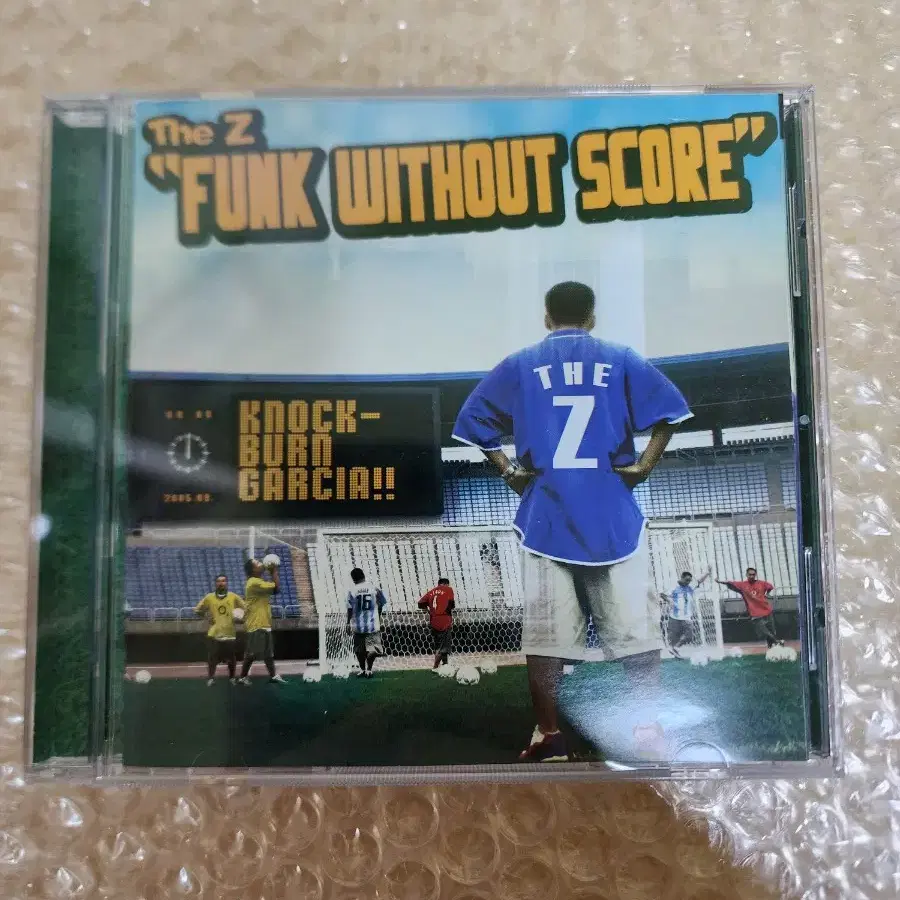 The Z
"FUNK WITHOUT SCORE"
KNOCK-
BURN
GARCIA!!
THE
Z
16